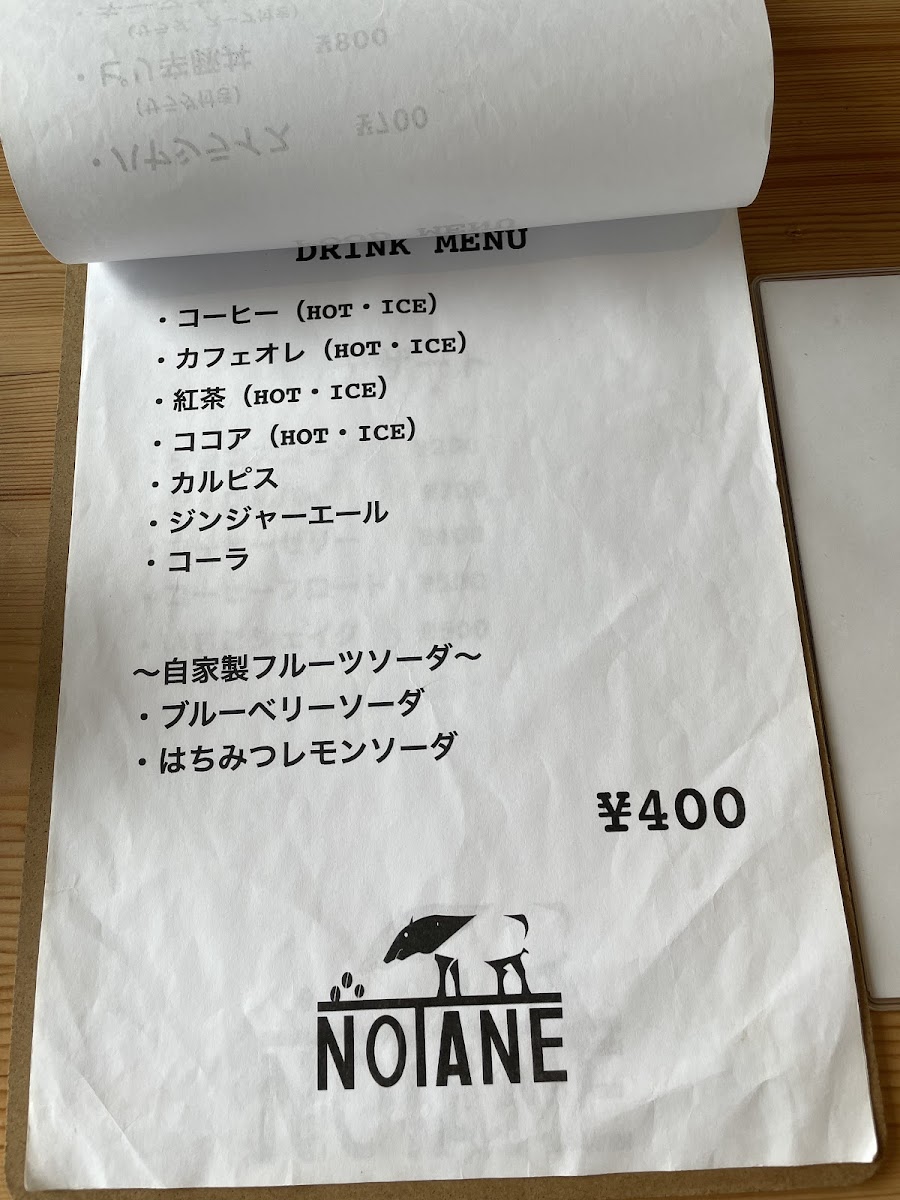 DRINK MENU
・コーヒー（HOT・ICE）
・カフェオレ（HOT・ICE）
・紅茶（HOT・ICE）
・ココア（HOT・ICE）
・カルピス
・ジンジャーエール
・コーラ
〜自家製フルーツソーダ〜
・ブルーベリーソーダ
・はちみつレモンソーダ
¥400
NOTANE